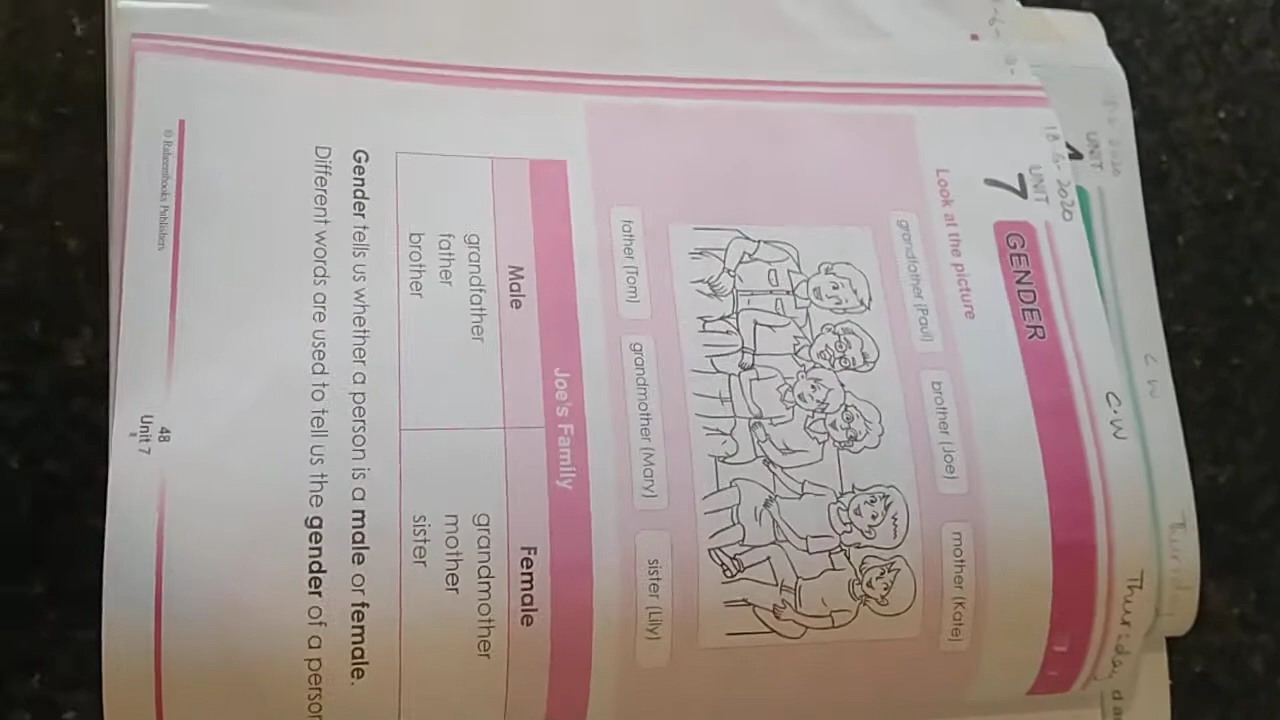 UNIT
18-6-2020
C W
C.W
Thursday
UNIT
7
GENDER
Look at the picture
grandfather (Paul)
brother (Joe)
mother (Kate)
father (Tom)
grandmother (Mary)
sister (Lily)
Joe's Family
Male
Female
grandfather
grandmother
father
mother
brother
sister
Gender tells us whether a person is a male or female.
Different words are used to tell us the gender of a person
48
Unit 7
© Raheenbooks Publishers